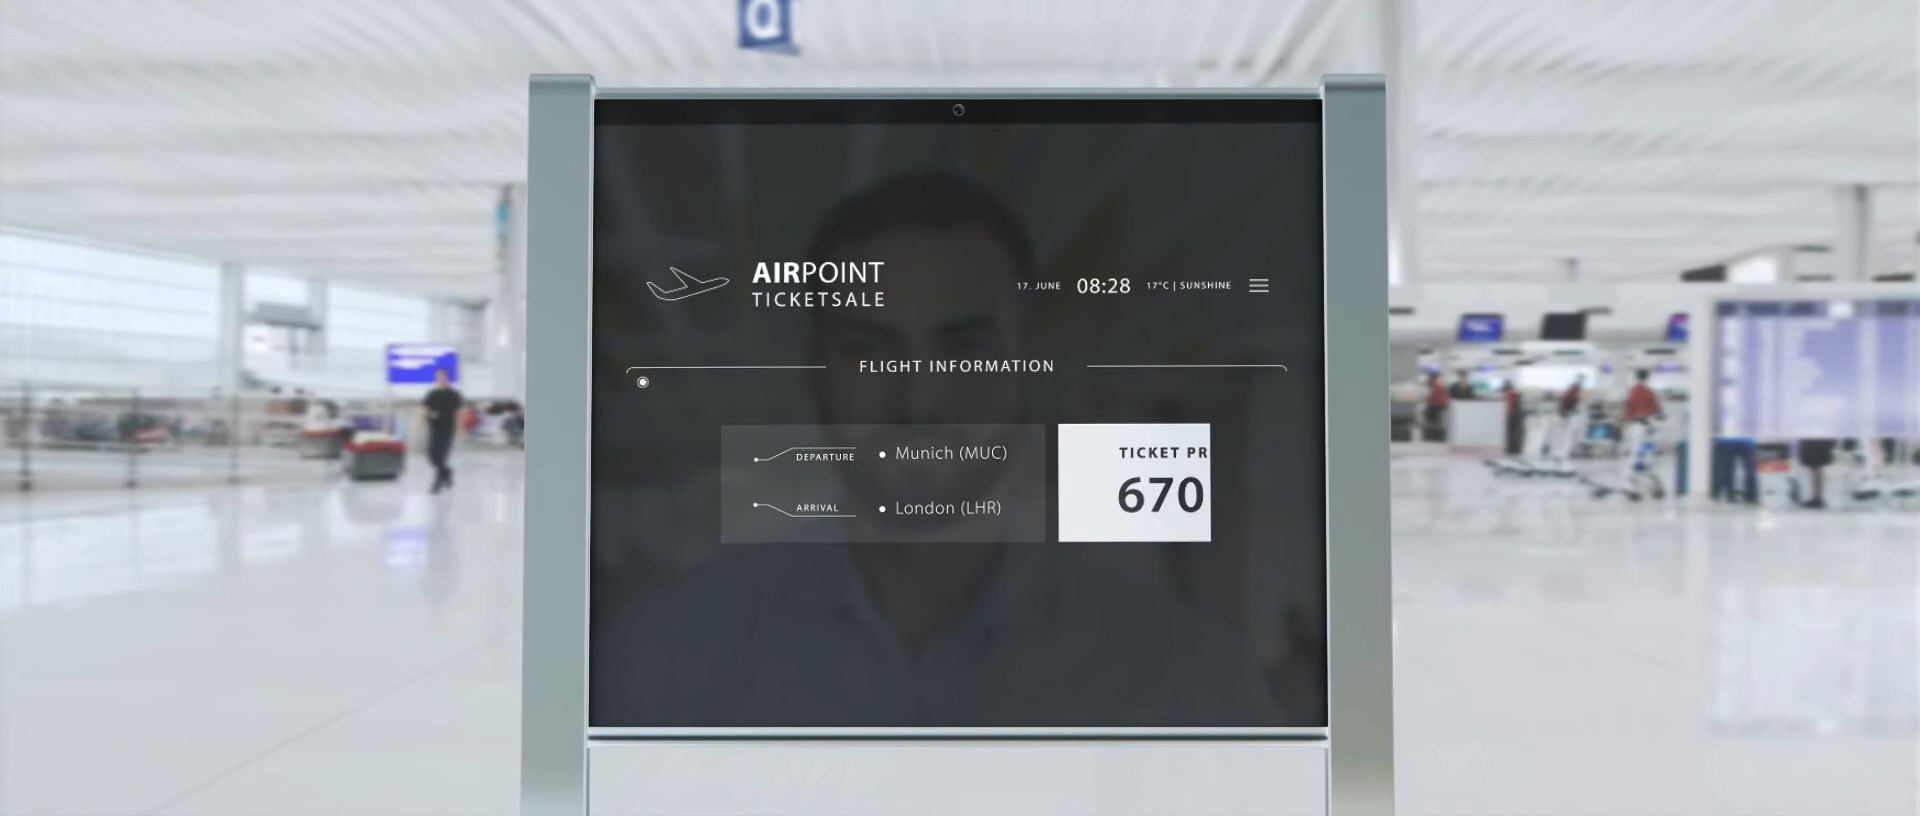 Q
AIRPOINT
TICKETSALE
17. JUNE 08:28 17°C | SUNSHINE
FLIGHT INFORMATION
DEPARTURE
Munich (MUC)
ARRIVAL
London (LHR)
TICKET PR
670